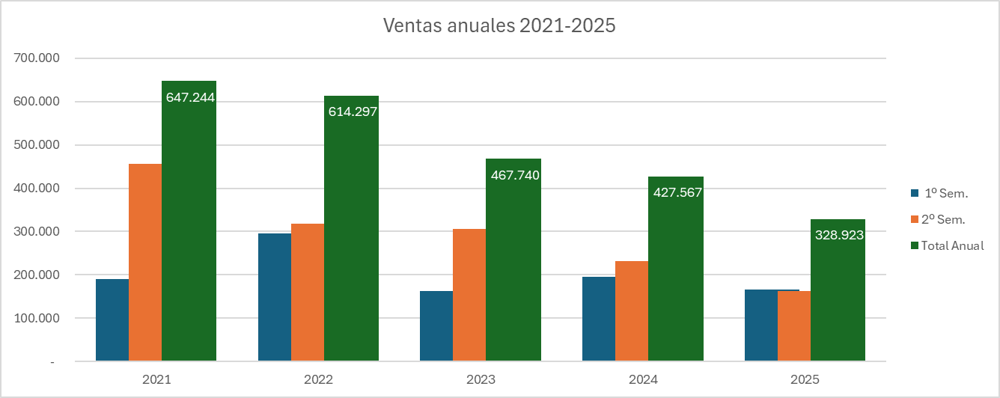 Ventas anuales 2021-2025
700.000
600.000
500.000
400.000
300.000
200.000
100.000
-
647.244
614.297
467.740
427.567
328.923
2021 2022 2023 2024 2025
1º Sem.
2º Sem.
Total Anual